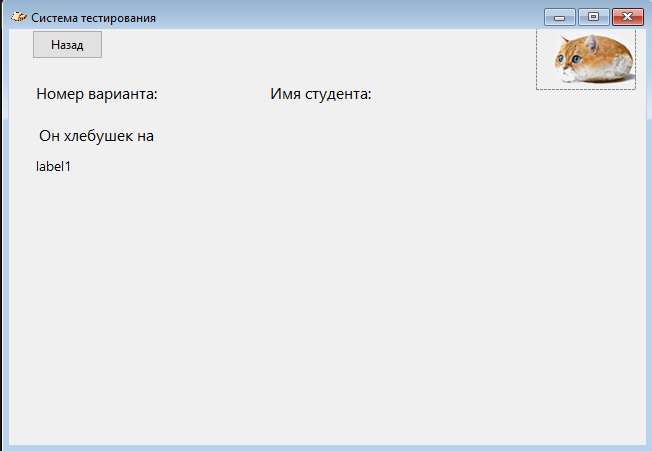 Система тестирования
Назад
Номер варианта: Имя студента:
Он хлебушек на
label1